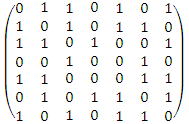 0 1 1 0 1 0 1
1 0 1 0 1 1 0
1 1 0 1 0 0 1
0 0 1 0 0 1 0
1 1 0 0 0 1 1
0 1 0 1 1 0 1
1 0 1 0 1 1 0